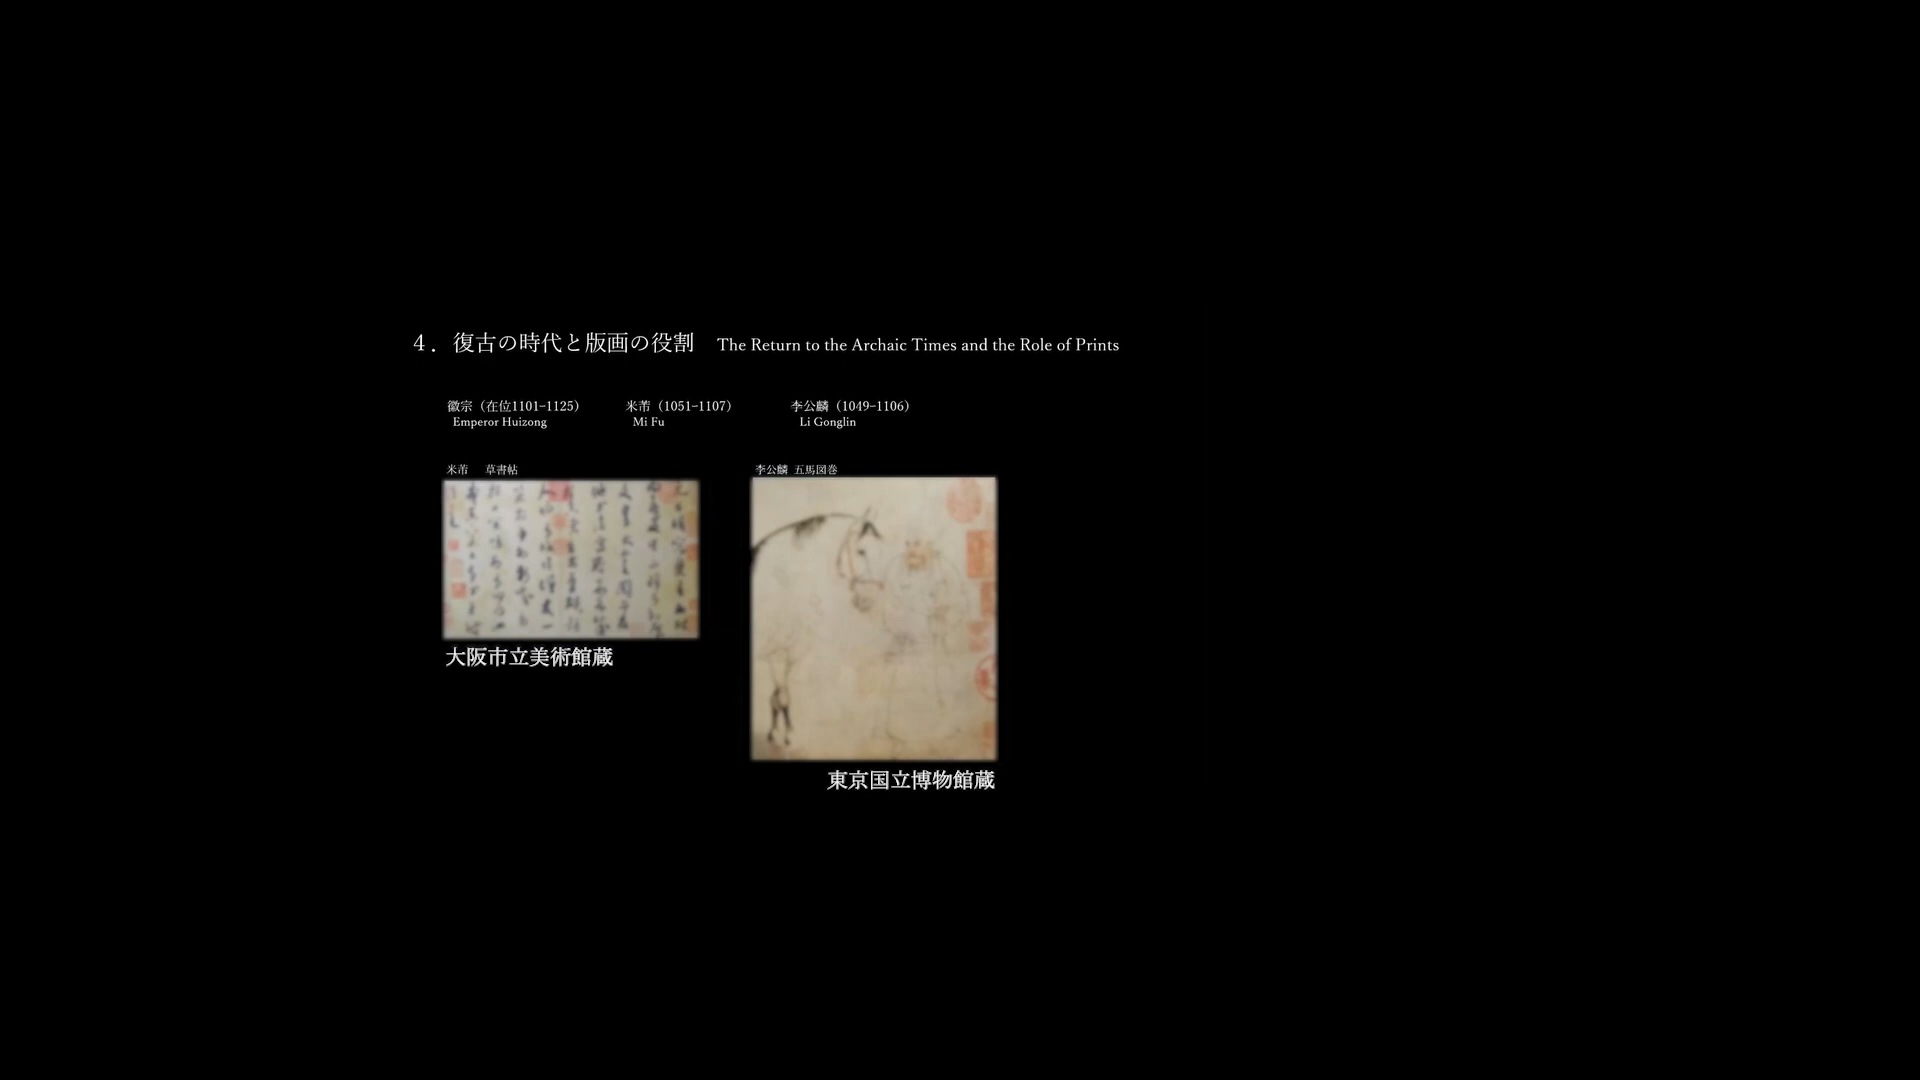 ４．復古の時代と版画の役割　The Return to the Archaic Times and the Role of Prints
徽宗（在位1101−1125）　米芾（1051−1107）　李公麟（1049−1106）
Emperor Huizong　Mi Fu　Li Gonglin
米芾　草書帖
李公麟 五馬図巻
大阪市立美術館蔵
東京国立博物館蔵